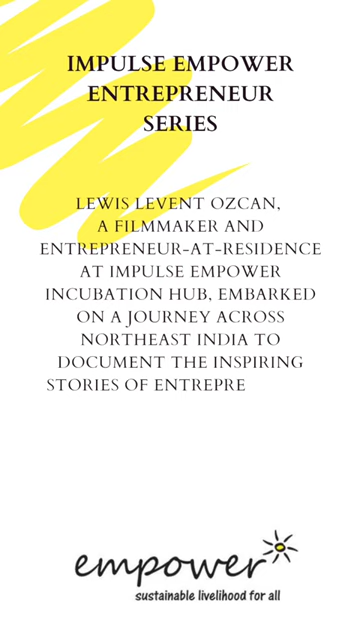 IMPULSE EMPOWER
ENTREPRENEUR
SERIES
LEWIS LEVENT OZCAN,
A FILMMAKER AND
ENTREPRENEUR-AT-RESIDENCE
AT IMPULSE EMPOWER
INCUBATION HUB, EMBARKED
ON A JOURNEY ACROSS
NORTHEAST INDIA TO
DOCUMENT THE INSPIRING
STORIES OF ENTREPRE
empower
sustainable livelihood for all